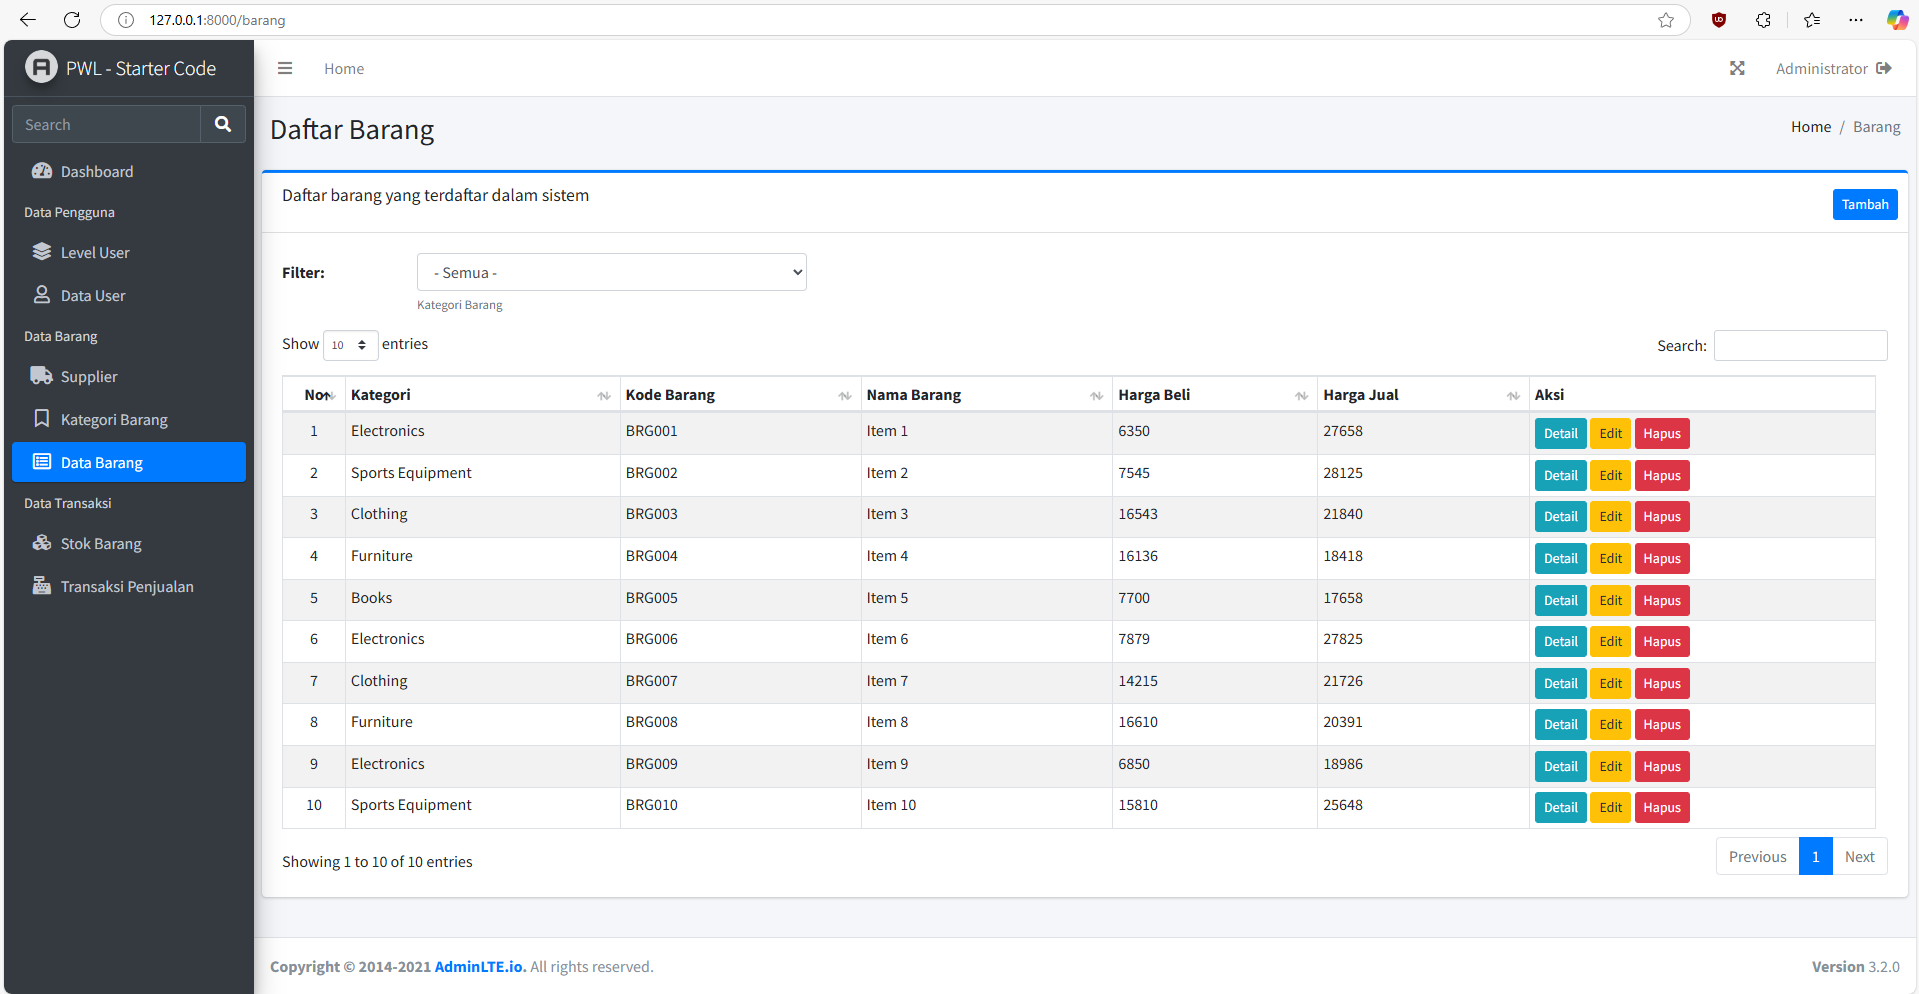 127.0.0.1:8000/barang
PWL - Starter Code
Home
Administrator
Search
Dashboard
Data Pengguna
Level User
Data User
Data Barang
Supplier
Kategori Barang
Data Barang
Data Transaksi
Stok Barang
Transaksi Penjualan
Daftar Barang
Home / Barang
Daftar barang yang terdaftar dalam sistem
Tambah
Filter: - Semua -
Kategori Barang
Show 10 entries Search:
No Kategori Kode Barang Nama Barang Harga Beli Harga Jual Aksi
1 Electronics BRG001 Item 1 6350 27658 Detail Edit Hapus
2 Sports Equipment BRG002 Item 2 7545 28125 Detail Edit Hapus
3 Clothing BRG003 Item 3 16543 21840 Detail Edit Hapus
4 Furniture BRG004 Item 4 16136 18418 Detail Edit Hapus
5 Books BRG005 Item 5 7700 17658 Detail Edit Hapus
6 Electronics BRG006 Item 6 7879 27825 Detail Edit Hapus
7 Clothing BRG007 Item 7 14215 21726 Detail Edit Hapus
8 Furniture BRG008 Item 8 16610 20391 Detail Edit Hapus
9 Electronics BRG009 Item 9 6850 18986 Detail Edit Hapus
10 Sports Equipment BRG010 Item 10 15810 25648 Detail Edit Hapus
Showing 1 to 10 of 10 entries
Previous 1 Next
Copyright © 2014-2021 AdminLTE.io. All rights reserved.
Version 3.2.0